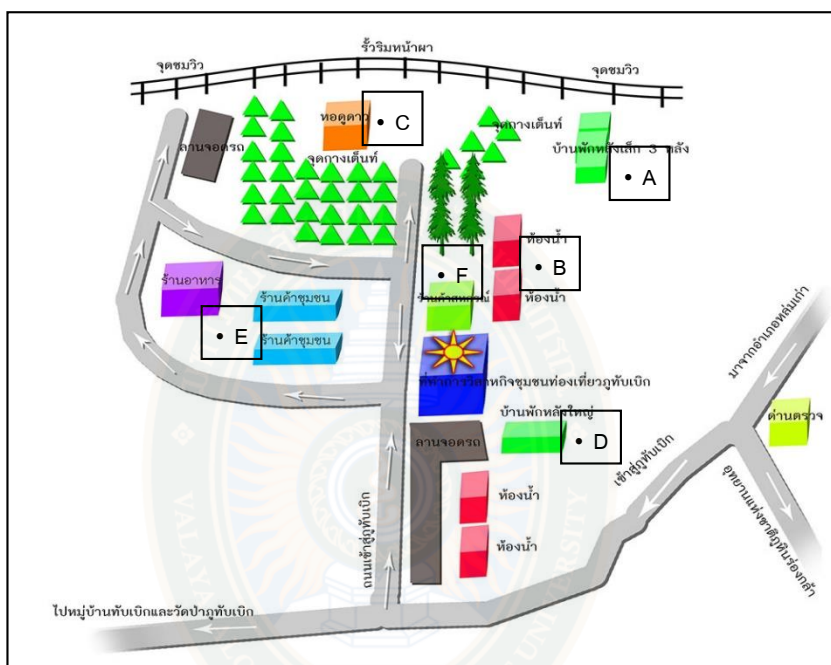 รั้วริมหน้าผา
จุดชมวิว
จุดชมวิว
หอดูดาว
• C
จุดกางเต็นท์
ลานจอดรถ
จุดกางเต็นท์
บ้านพักหลังเล็ก 3 หลัง
• A
ห้องน้ำ
• B
• F
ร้านอาหาร
ร้านค้าชุมชน
ร้านค้าสหกรณ์
ห้องน้ำ
• E
ร้านค้าชุมชน
ที่ทำการวิสาหกิจชุมชนท่องเที่ยวภูทับเบิก
มาจากอำเภอหล่มเก่า
บ้านพักหลังใหญ่
ด่านตรวจ
ลานจอดรถ
• D
เข้าสู่ภูทับเบิก
อุทยานแห่งชาติภูหินร่องกล้า
ห้องน้ำ
ถนนเข้าสู่ภูทับเบิก
ห้องน้ำ
ไปหมู่บ้านทับเบิกและวัดป่าภูทับเบิก
UNIVERSITY